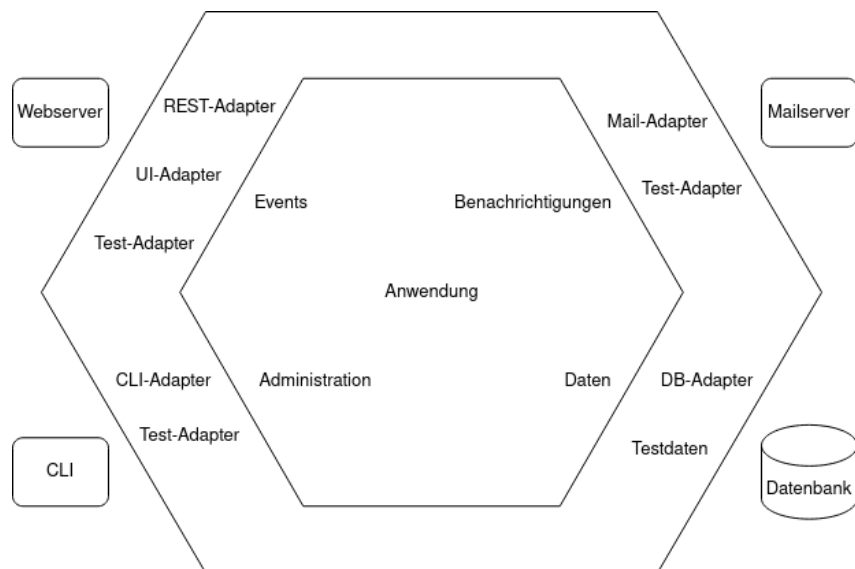 Webserver
REST-Adapter
UI-Adapter
Test-Adapter
Events
Benachrichtigungen
Mail-Adapter
Test-Adapter
Mailserver
Anwendung
CLI-Adapter
Test-Adapter
Administration
Daten
DB-Adapter
Testdaten
CLI
Datenbank